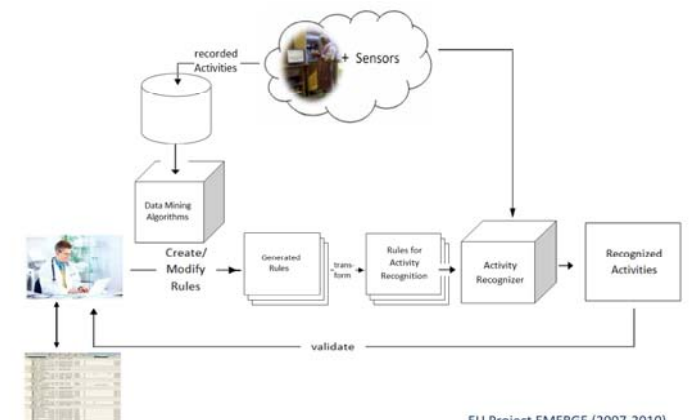 recorded
Activities
+ Sensors
Data Mining
Algorithms
Create/
Modify
Rules
Generated
Rules
trans-
form
Rules for
Activity
Recognition
Activity
Recognizer
Recognized
Activities
validate
EU Project EMERGE (2007-2010)